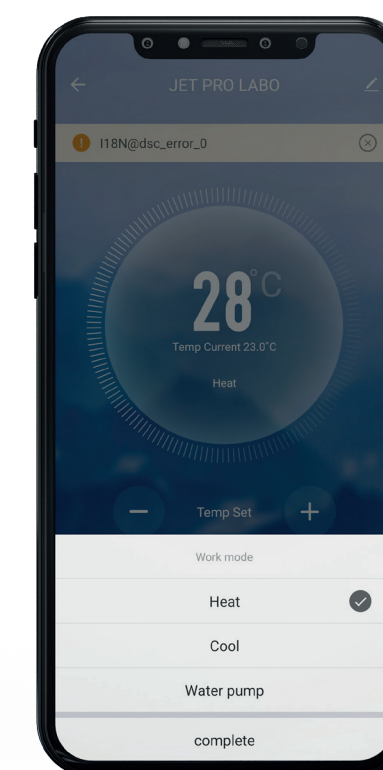 JET PRO LABO
I18N@dsc_error_0
28°C
Temp Current 23.0°C
Heat
Temp Set
Work mode
Heat
Cool
Water pump
complete